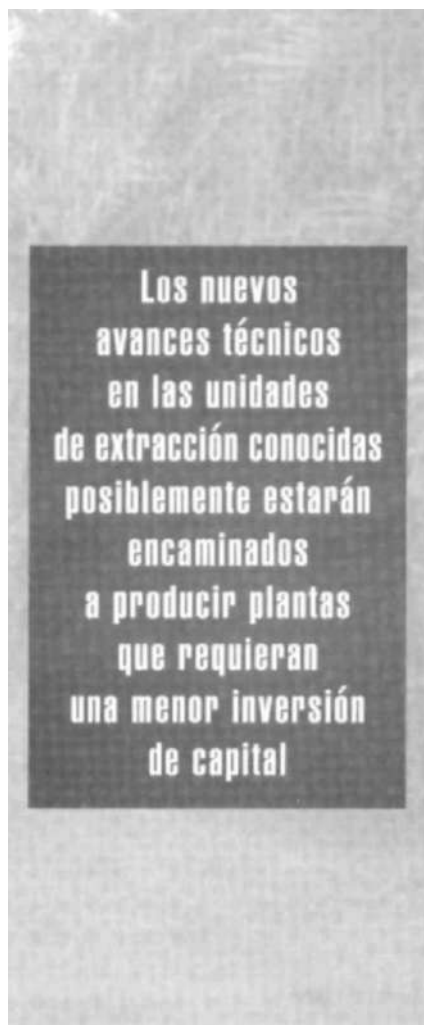 Los nuevos
avances técnicos
en las unidades
de extracción conocidas
posiblemente estarán
encaminados
a producir plantas
que requieran
una menor inversión
de capital